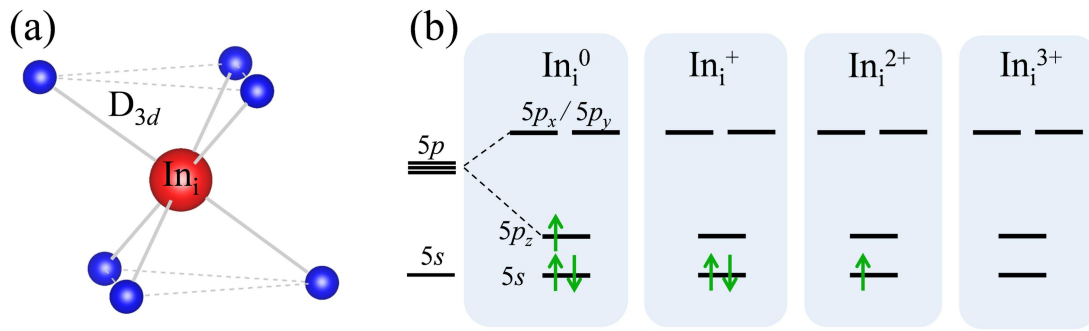 (a)
D3d
Ini
(b)
Ini0
Ini+
Ini2+
Ini3+
5px/5py
5p
5pz
5s
5s